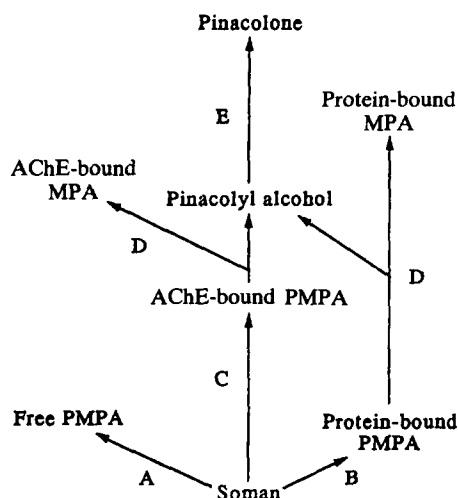 Pinacolone
E
Protein-bound
MPA
AChE-bound
MPA
Pinacolyl alcohol
D
D
AChE-bound PMPA
C
Free PMPA
Protein-bound
PMPA
A
B
Soman